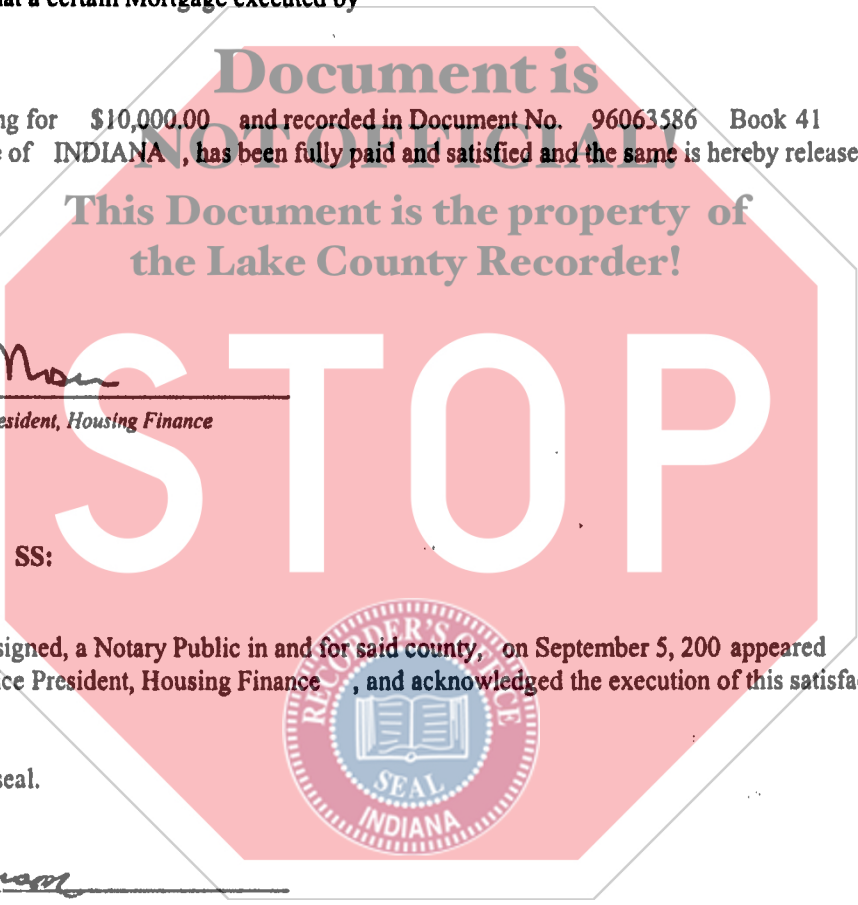 at a certain Mortgage executed by
Document is
ng for $10,000.00 and recorded in Document No. 96063586 Book 41
NOT OFFICIAL!
e of INDIANA , has been fully paid and satisfied and the same is hereby release
This Document is the property of
the Lake County Recorder!
esident, Housing Finance
STOP
SS:
signed, a Notary Public in and for said county, on September 5, 200 appeared
ce President, Housing Finance , and acknowledged the execution of this satisfa
RECORDER'S OFFICE
SEAL
INDIANA
seal.